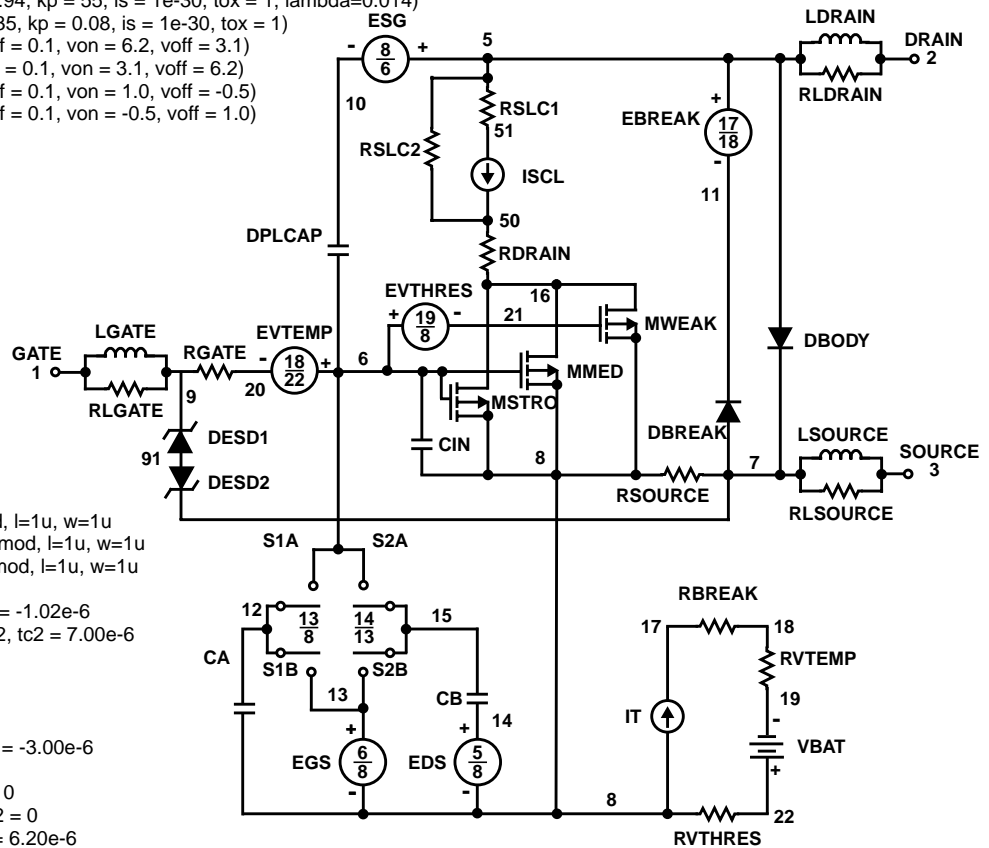 .94, kp = 55, is = 1e-30, tox = 1, lambda=0.014)
35, kp = 0.08, is = 1e-30, tox = 1)
ff = 0.1, von = 6.2, voff = 3.1)
= 0.1, von = 3.1, voff = 6.2)
ff = 0.1, von = 1.0, voff = -0.5)
ff = 0.1, von = -0.5, voff = 1.0)
ESG
- 8/6 +
5
10
LDRAIN
DRAIN
2
RLDRAIN
RSLC1
51
RSLC2
ISCL
50
EBREAK
+
17/18
-
11
DPLCAP
RDRAIN
16
EVTHRES
+ 19/8 -
21
MWEAK
DBODY
LGATE
GATE
1
RLGATE
9
RGATE
20
EVTEMP
- 18/22 +
6
MMED
MSTRO
CIN
DBREAK
DESD1
91
DESD2
8
RSOURCE
7
LSOURCE
SOURCE
3
RLSOURCE
l, l=1u, w=1u
mod, l=1u, w=1u
mod, l=1u, w=1u
= -1.02e-6
2, tc2 = 7.00e-6
= -3.00e-6
0
2 = 0
= 6.20e-6
S1A
S2A
12
13/8
14/13
15
S1B
S2B
CA
13
CB
14
+
EGS
6/8
-
+
EDS
5/8
-
8
RBREAK
17
18
RVTEMP
19
IT
-
VBAT
+
22
RVTHRES